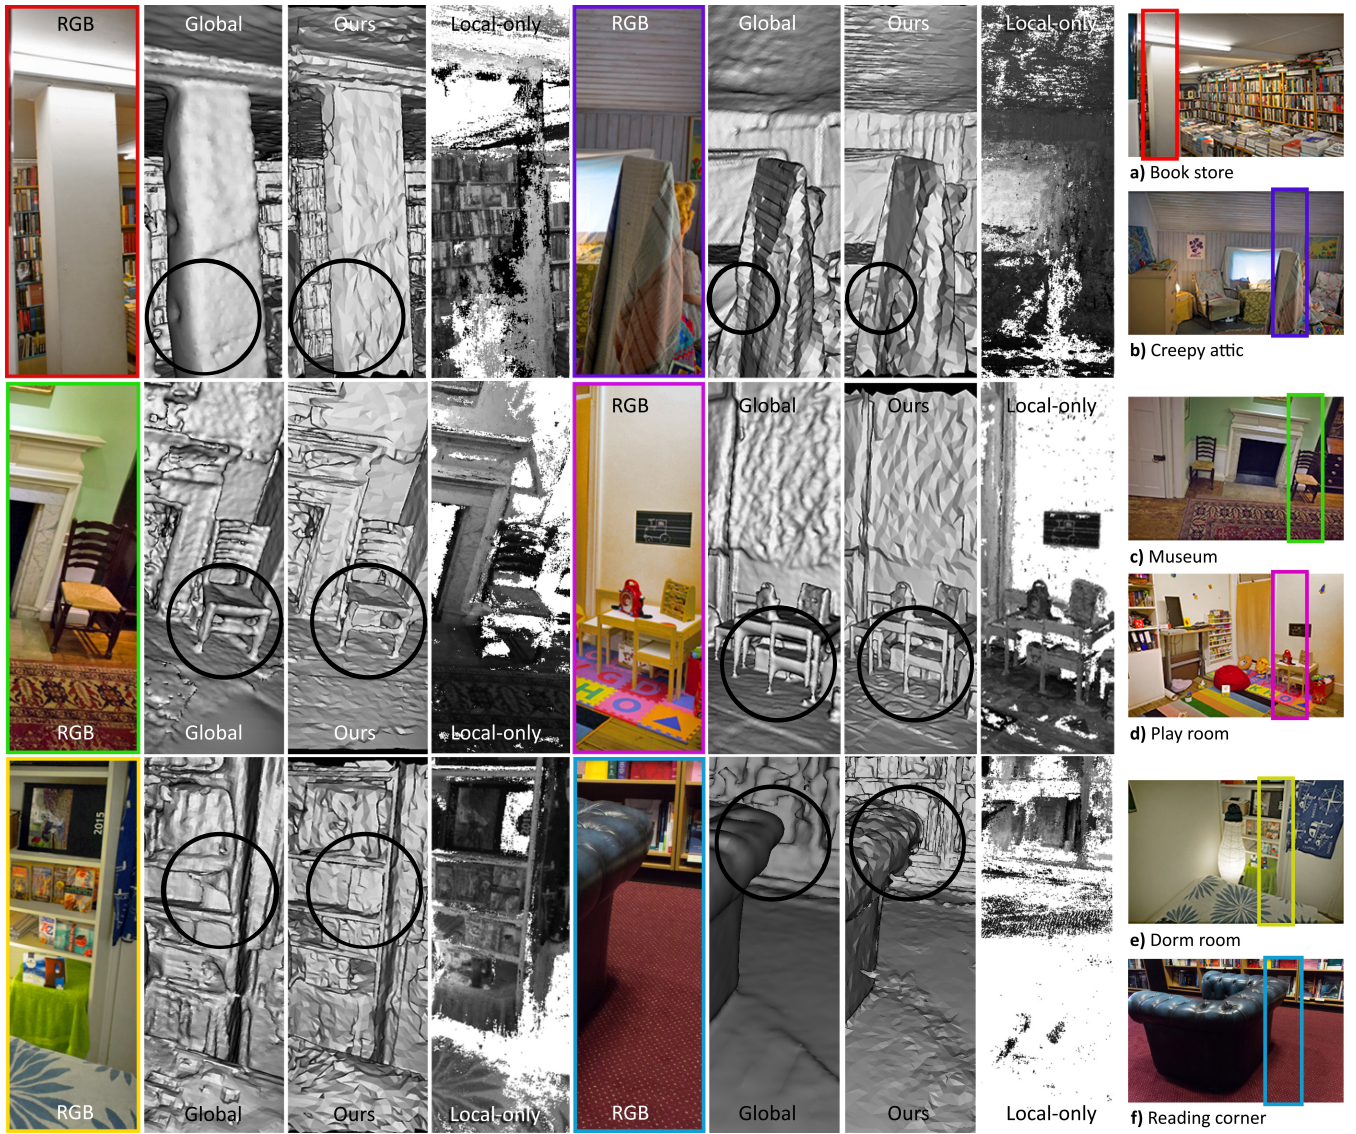 RGB Global Ours Local-only RGB Global Ours Local-only
a) Book store
b) Creepy attic
RGB Global Ours Local-only
c) Museum
RGB Global Ours Local-only
d) Play room
2015
e) Dorm room
RGB Global Ours Local-only RGB Global Ours Local-only
f) Reading corner